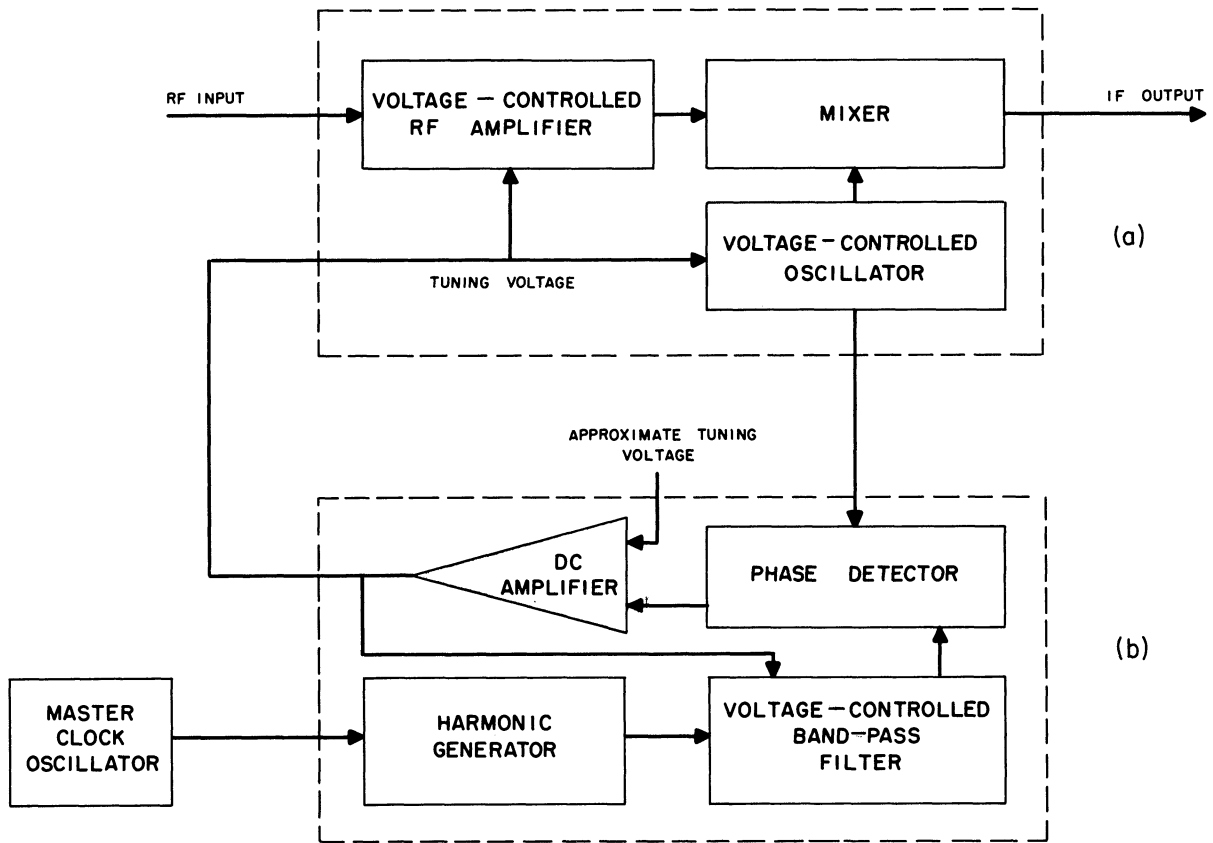 RF INPUT
VOLTAGE-CONTROLLED
RF AMPLIFIER
MIXER
IF OUTPUT
TUNING VOLTAGE
VOLTAGE-CONTROLLED
OSCILLATOR
(a)
APPROXIMATE TUNING
VOLTAGE
DC
AMPLIFIER
PHASE DETECTOR
(b)
MASTER
CLOCK
OSCILLATOR
HARMONIC
GENERATOR
VOLTAGE-CONTROLLED
BAND-PASS
FILTER